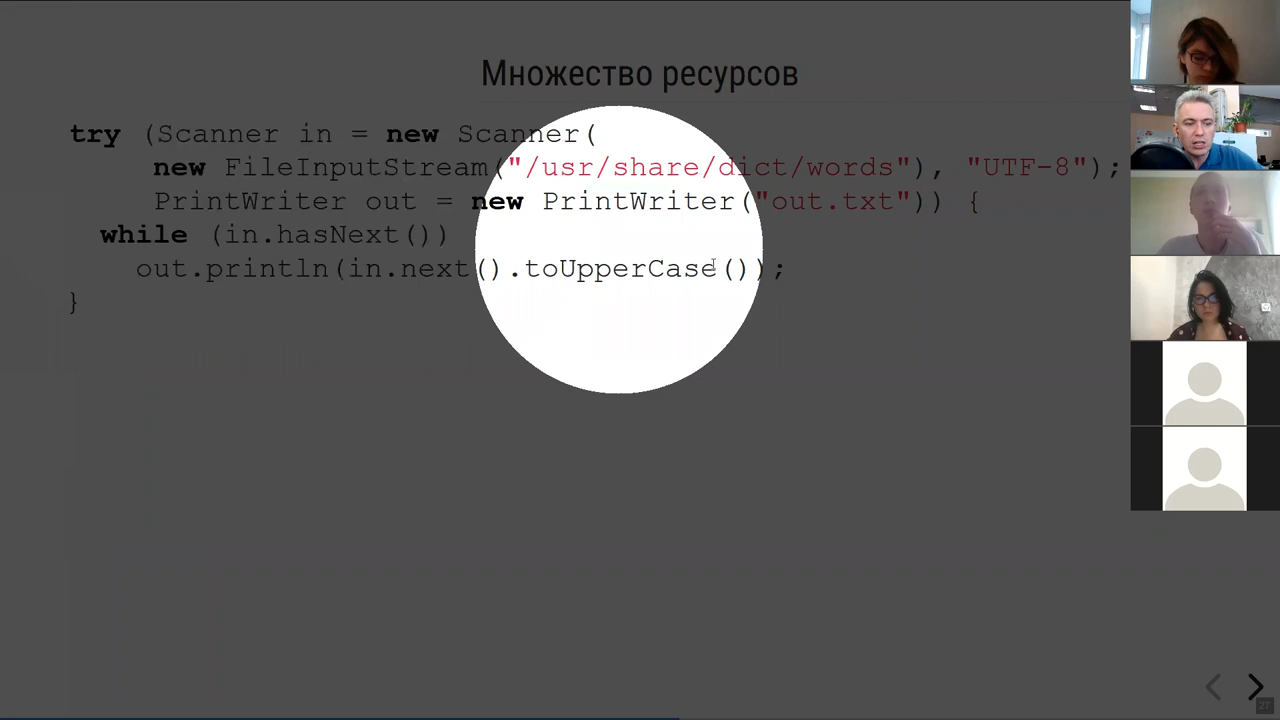 Множество ресурсов
try (Scanner in = new Scanner(
new FileInputStream("/usr/share/dict/words"), "UTF-8");
PrintWriter out = new PrintWriter("out.txt")) {
while (in.hasNext())
out.println(in.next().toUpperCase());
}
27